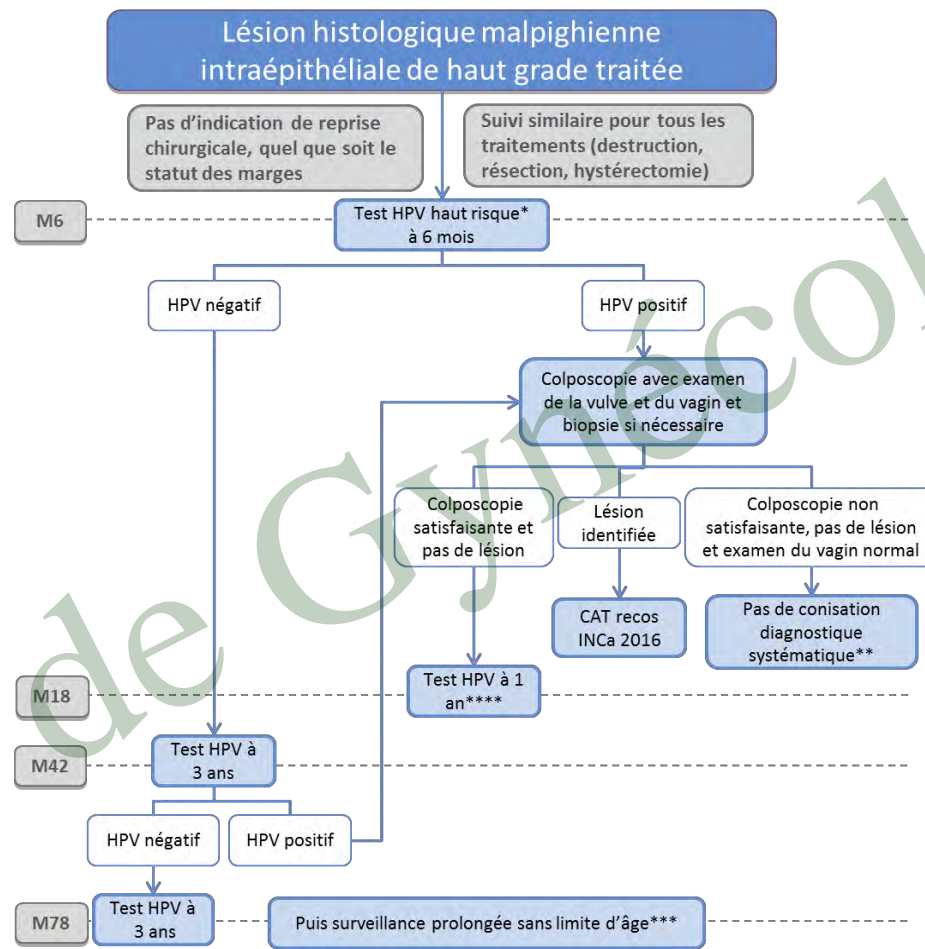 Lésion histologique malpighienne
intraépithéliale de haut grade traitée
Pas d'indication de reprise
chirurgicale, quel que soit le
statut des marges
Suivi similaire pour tous les
traitements (destruction,
résection, hystérectomie)
M6
Test HPV haut risque*
à 6 mois
HPV négatif
HPV positif
Colposcopie avec examen
de la vulve et du vagin et
biopsie si nécessaire
Colposcopie
satisfaisante et
pas de lésion
Lésion
identifiée
Colposcopie non
satisfaisante, pas de lésion
et examen du vagin normal
CAT recos
INCa 2016
Pas de conisation
diagnostique
systématique**
M18
Test HPV à 1
an****
M42
Test HPV à
3 ans
HPV négatif
HPV positif
M78
Test HPV à
3 ans
Puis surveillance prolongée sans limite d'âge***
de Gynécol